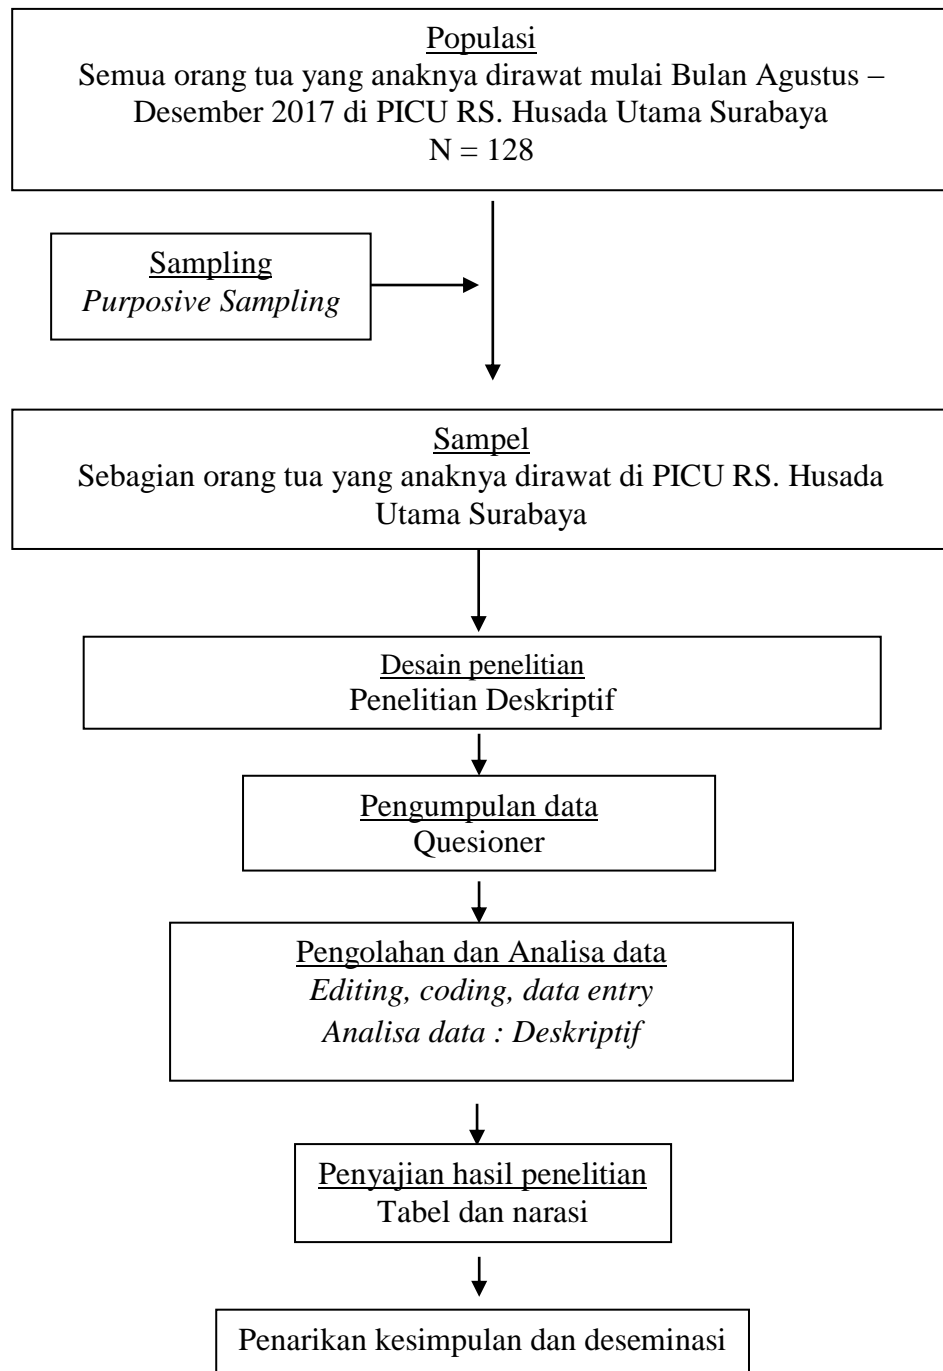 Populasi
Semua orang tua yang anaknya dirawat mulai Bulan Agustus –
Desember 2017 di PICU RS. Husada Utama Surabaya
N = 128
Sampling
Purposive Sampling
Sampel
Sebagian orang tua yang anaknya dirawat di PICU RS. Husada
Utama Surabaya
Desain penelitian
Penelitian Deskriptif
Pengumpulan data
Quesioner
Pengolahan dan Analisa data
Editing, coding, data entry
Analisa data : Deskriptif
Penyajian hasil penelitian
Tabel dan narasi
Penarikan kesimpulan dan deseminasi